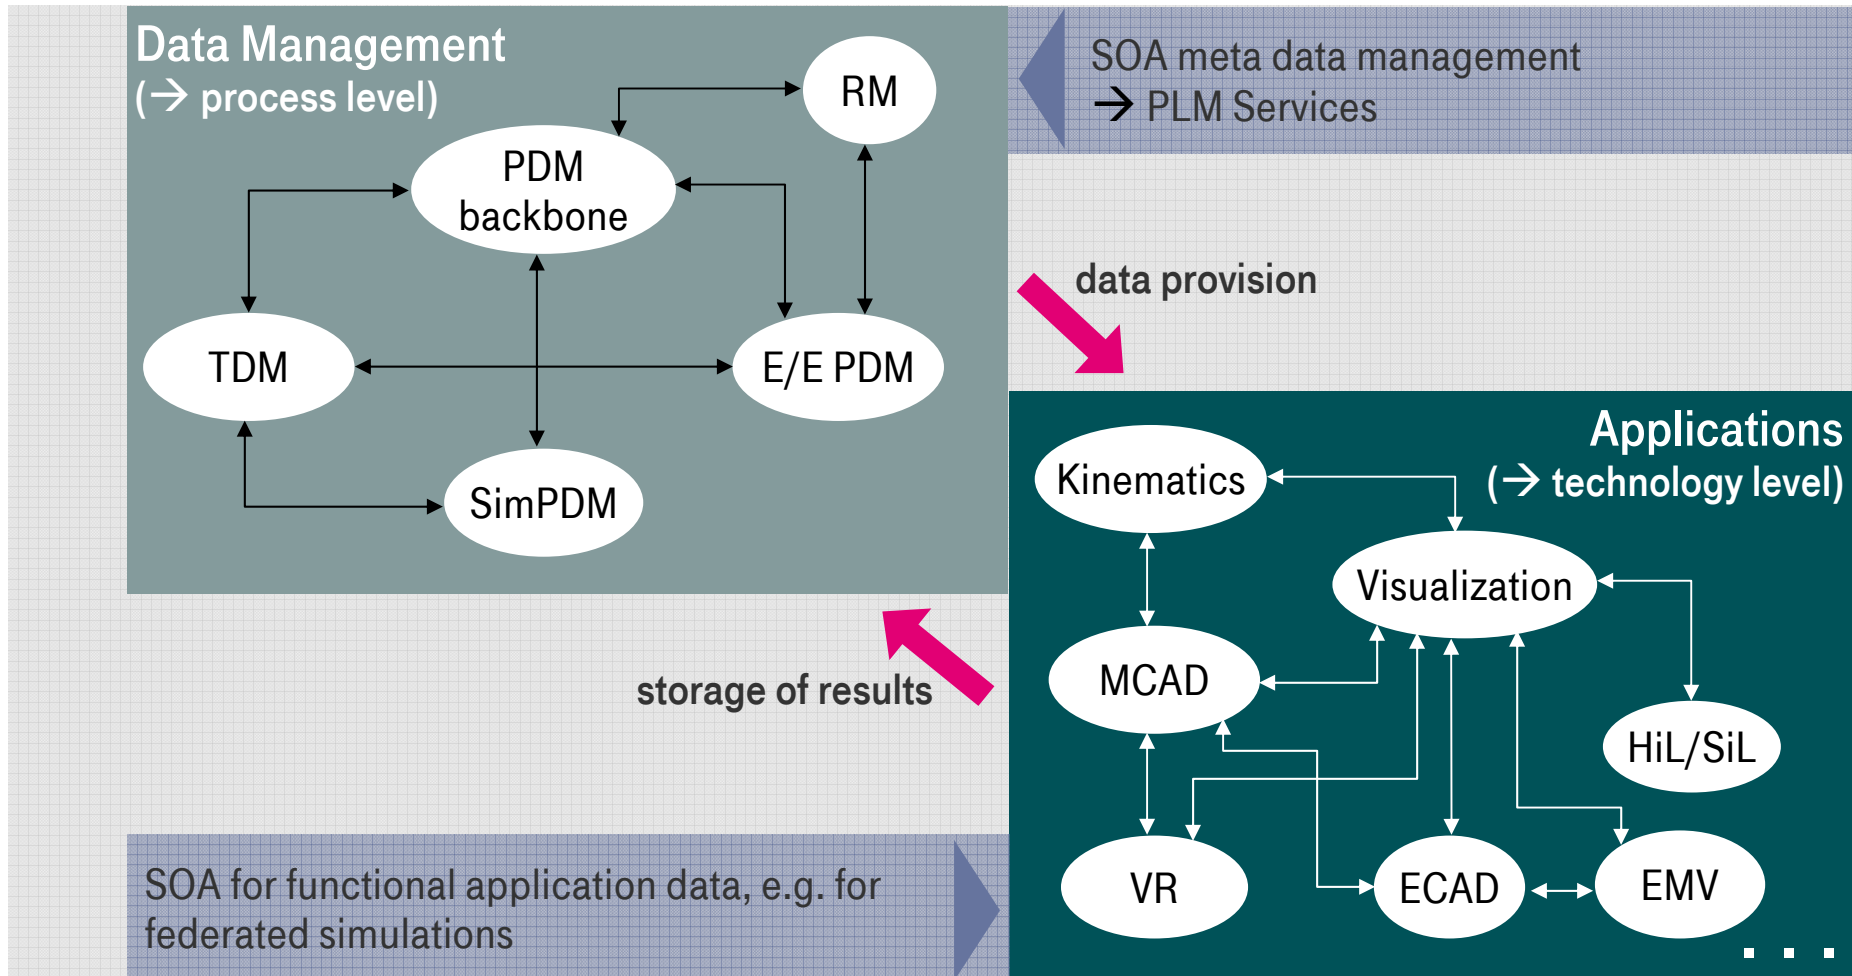 Data Management
(→ process level)
RM
PDM
backbone
TDM
E/E PDM
SimPDM
SOA meta data management
→ PLM Services
data provision
storage of results
Applications
(→ technology level)
Kinematics
Visualization
MCAD
HiL/SiL
VR
ECAD
EMV
. . .
SOA for functional application data, e.g. for
federated simulations